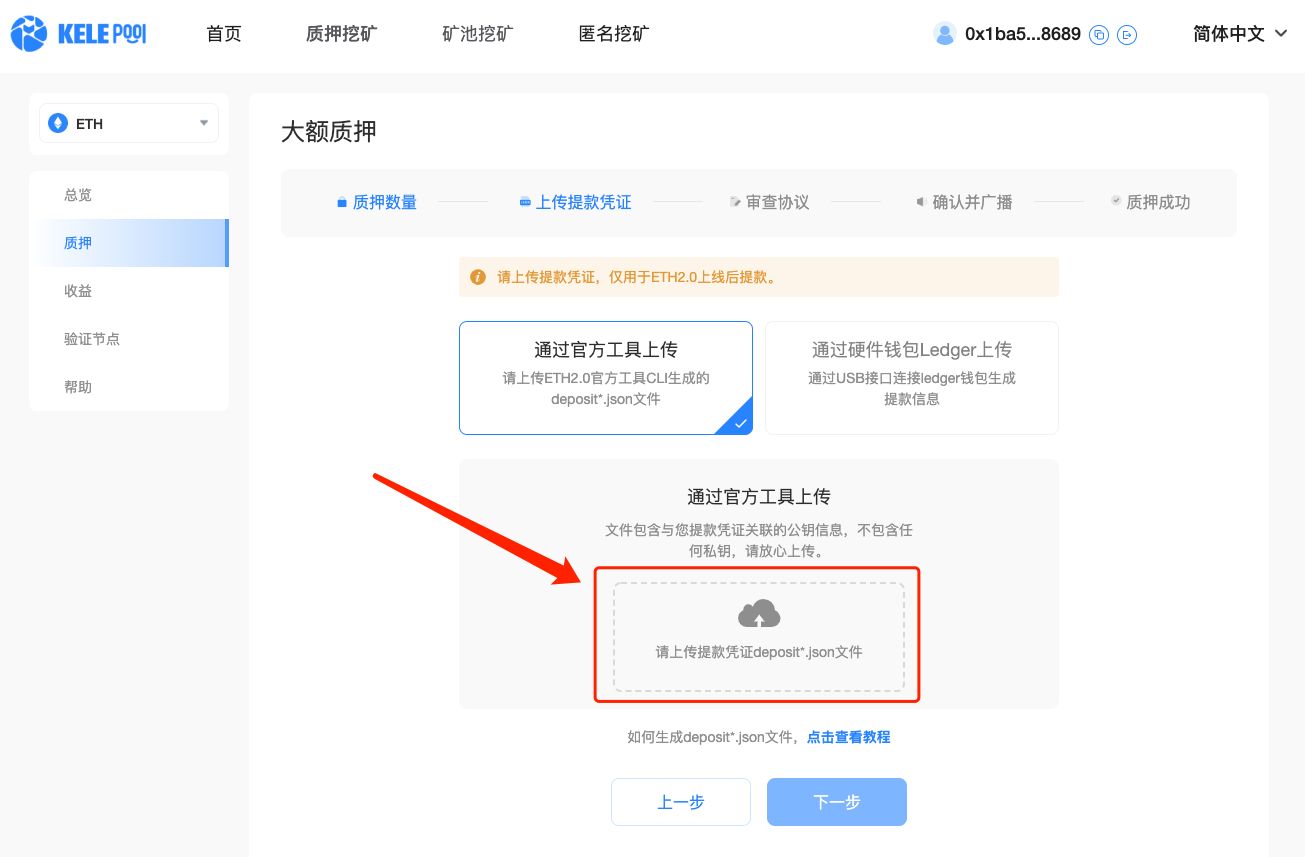 KELE POOL
首页
质押挖矿
矿池挖矿
匿名挖矿
0x1ba5...8689
简体中文
ETH
总览
质押
收益
验证节点
帮助
大额质押
质押数量
上传提款凭证
审查协议
确认并广播
质押成功
请上传提款凭证，仅用于ETH2.0上线后提款。
通过官方工具上传
请上传ETH2.0官方工具CLI生成的
deposit*.json文件
通过硬件钱包Ledger上传
通过USB接口连接ledger钱包生成
提款信息
通过官方工具上传
文件包含与您提款凭证关联的公钥信息，不包含任
何私钥，请放心上传。
请上传提款凭证deposit*.json文件
如何生成deposit*.json文件，点击查看教程
上一步
下一步